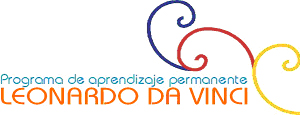 Programa de aprendizaje permanente
LEONARDO DA VINCI